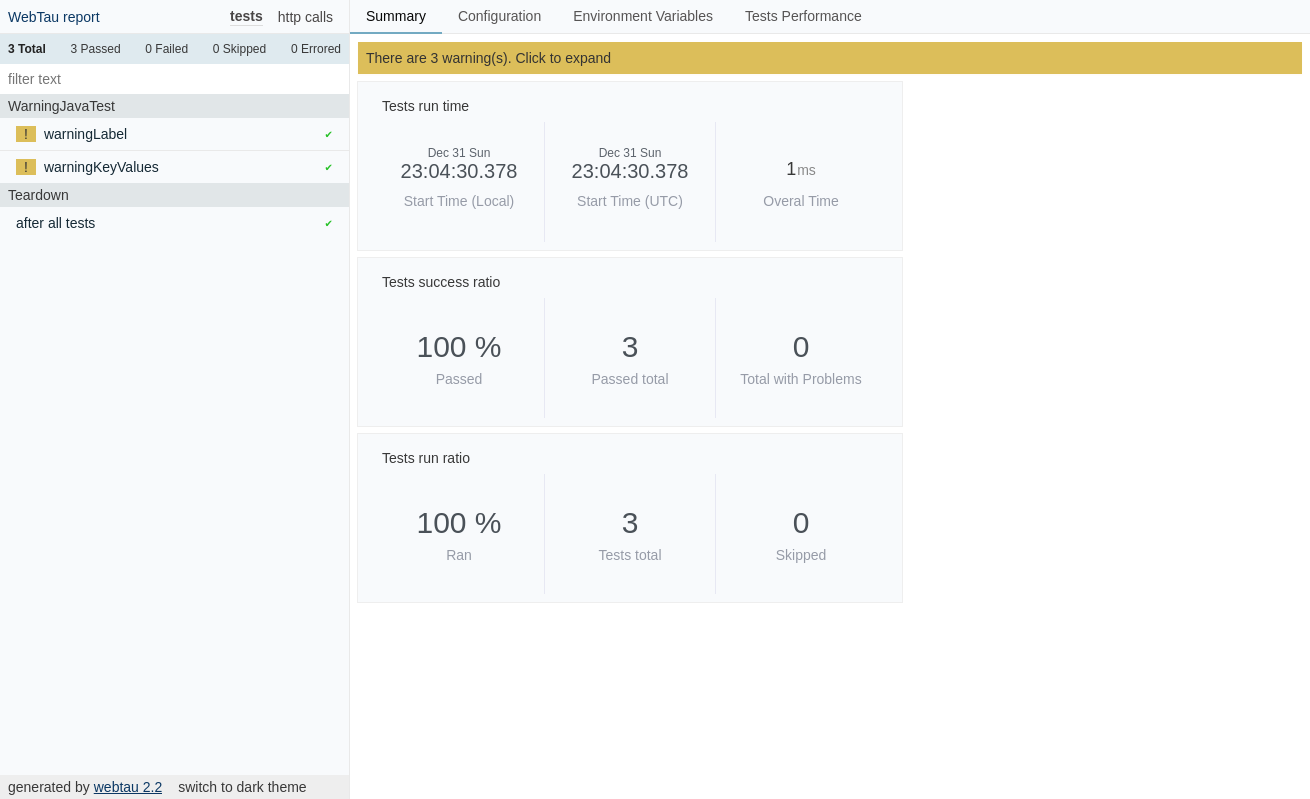 WebTau report tests http calls
3 Total 3 Passed 0 Failed 0 Skipped 0 Errored
filter text
WarningJavaTest
! warningLabel ✔
! warningKeyValues ✔
Teardown
after all tests ✔
generated by webtau 2.2 switch to dark theme
Summary Configuration Environment Variables Tests Performance
There are 3 warning(s). Click to expand
Tests run time
Dec 31 Sun
23:04:30.378
Start Time (Local)
Dec 31 Sun
23:04:30.378
Start Time (UTC)
1 ms
Overal Time
Tests success ratio
100 %
Passed
3
Passed total
0
Total with Problems
Tests run ratio
100 %
Ran
3
Tests total
0
Skipped